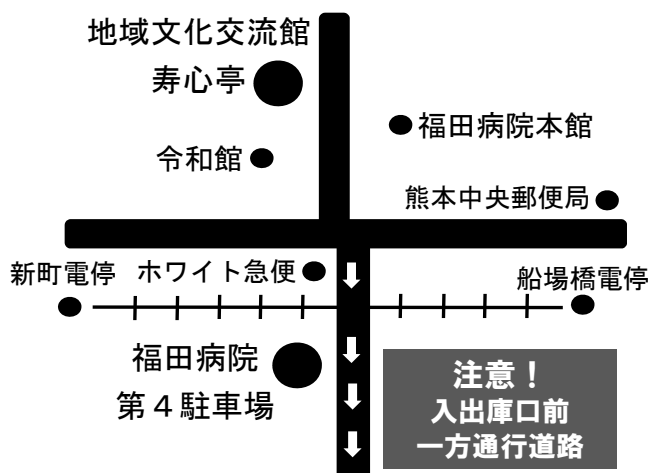 地域文化交流館
寿心亭
福田病院本館
令和館
熊本中央郵便局
新町電停
ホワイト急便
船場橋電停
福田病院
第４駐車場
注意！
入出庫口前
一方通行道路